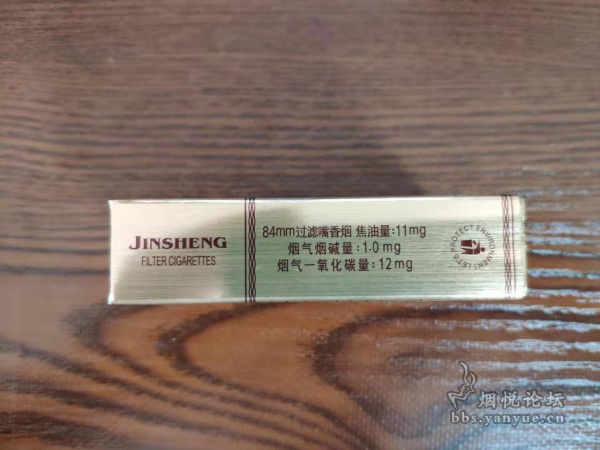 JINSHENG
FILTER CIGARETTES
84mm过滤嘴香烟 焦油量:11mg
烟气烟碱量:1.0mg
烟气一氧化碳量:12mg
LET'S PROTECT ENVIRONMENT
烟悦论坛
bbs.yanyue.cn